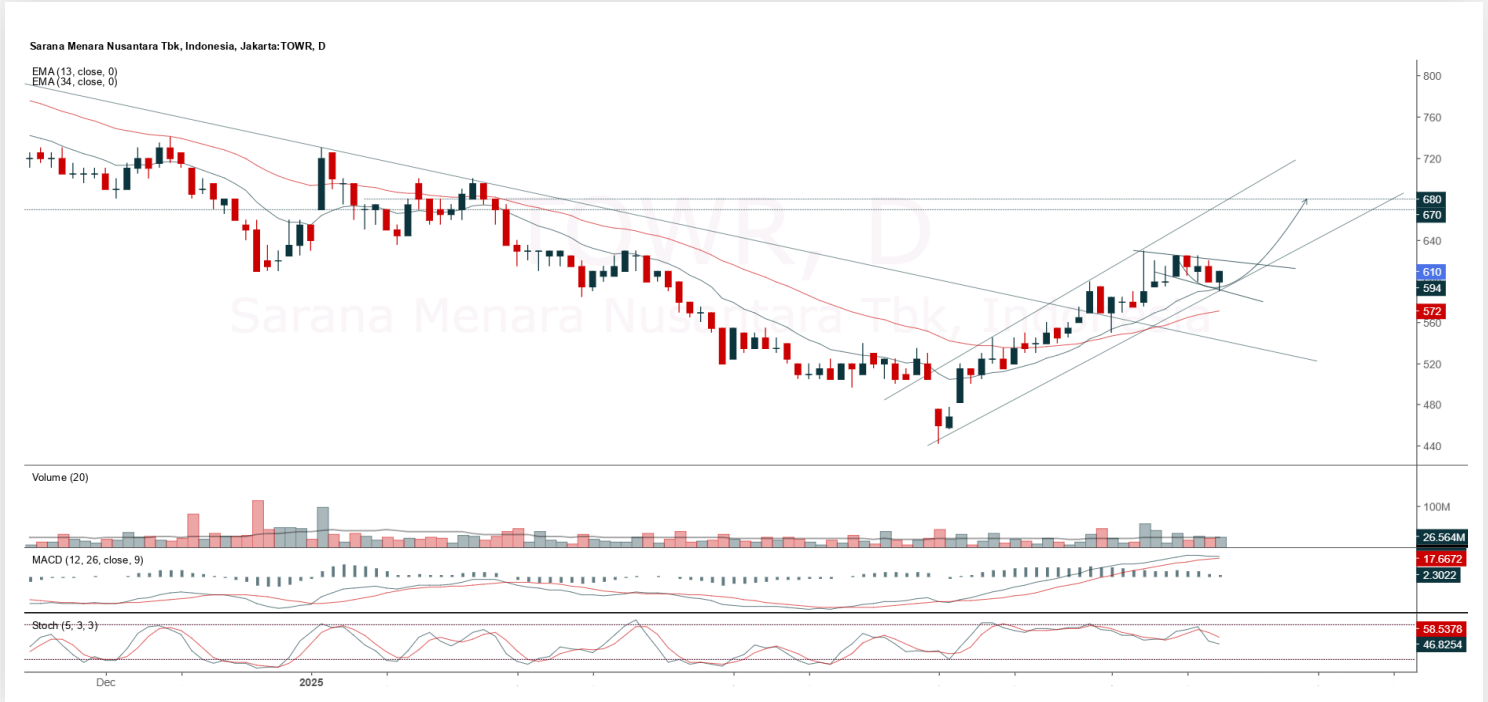 Sarana Menara Nusantara Tbk, Indonesia, Jakarta:TOWR, D
EMA (13, close, 0)
EMA (34, close, 0)
TOWR, D
Sarana Menara Nusantara Tbk, Indonesia
800
760
720
680
670
640
610
594
572
560
520
480
440
Volume (20)
100M
26.564M
MACD (12, 26, close, 9)
17.6672
2.3022
Stoch (5, 3, 3)
58.5378
46.8254
Dec
2025